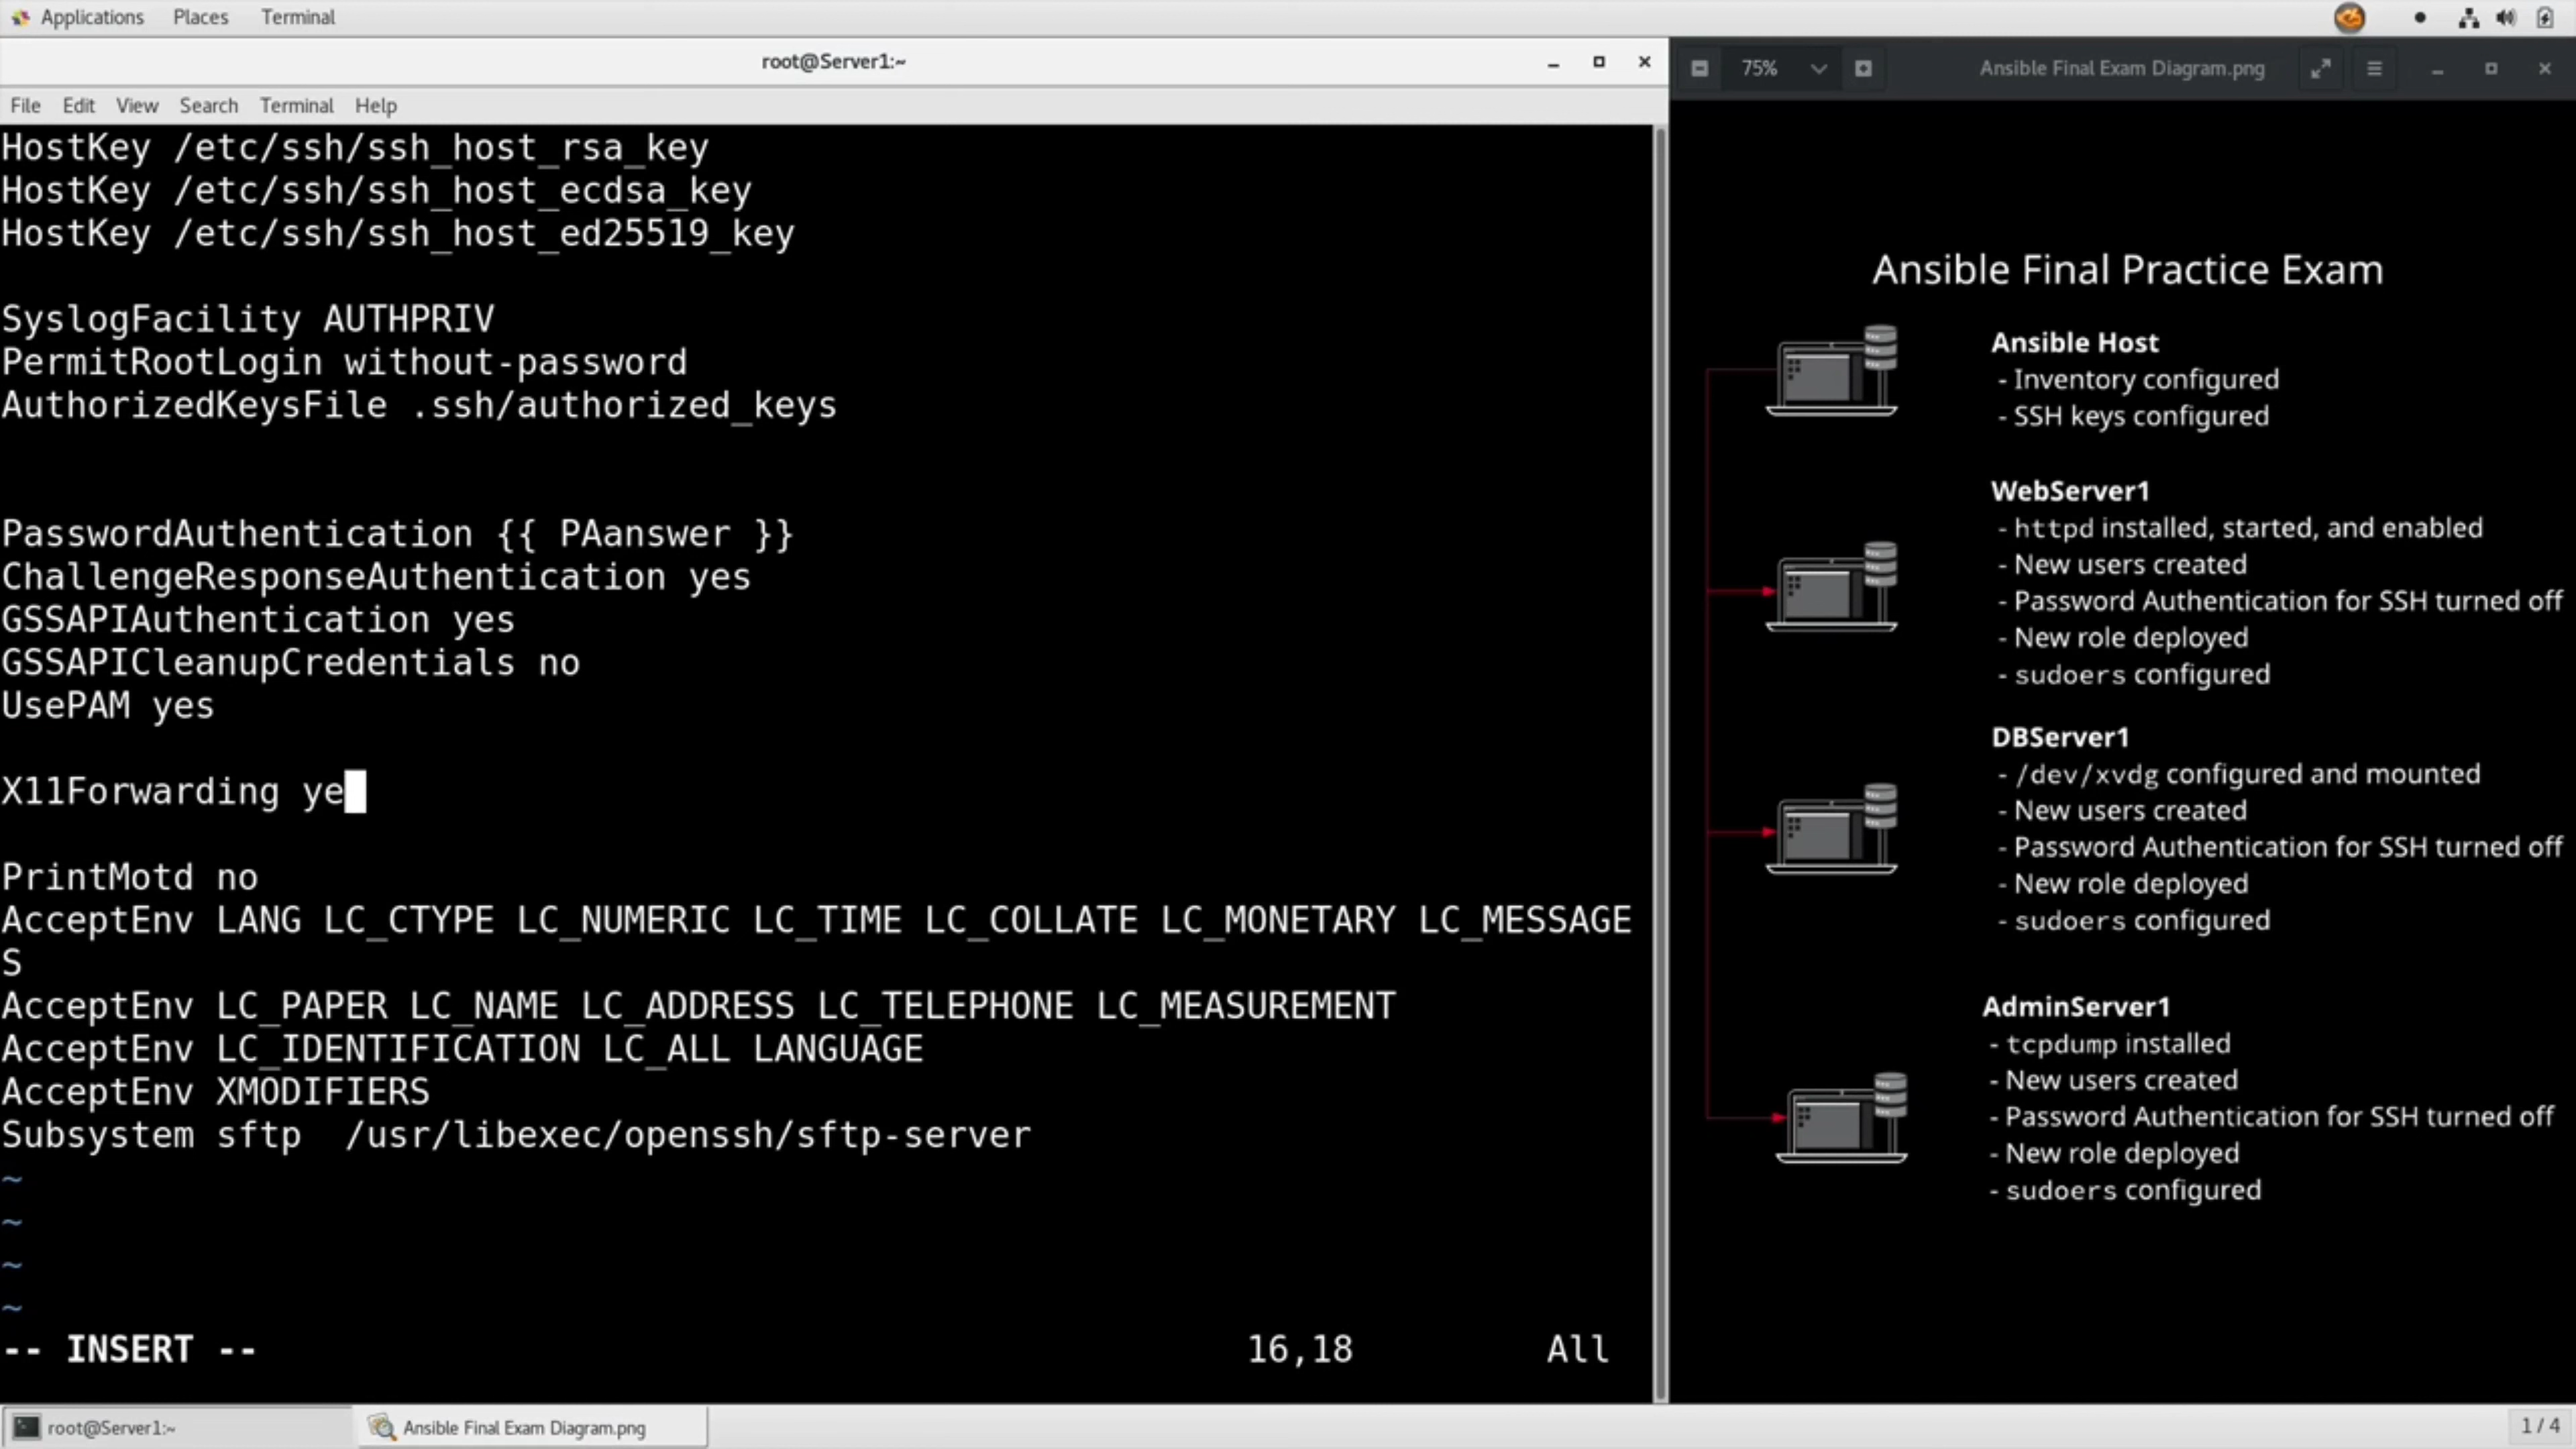 Applications Places Terminal
root@Server1:~
File Edit View Search Terminal Help
HostKey /etc/ssh/ssh_host_rsa_key
HostKey /etc/ssh/ssh_host_ecdsa_key
HostKey /etc/ssh/ssh_host_ed25519_key
SyslogFacility AUTHPRIV
PermitRootLogin without-password
AuthorizedKeysFile .ssh/authorized_keys
PasswordAuthentication {{ PAanswer }}
ChallengeResponseAuthentication yes
GSSAPIAuthentication yes
GSSAPICleanupCredentials no
UsePAM yes
X11Forwarding ye
PrintMotd no
AcceptEnv LANG LC_CTYPE LC_NUMERIC LC_TIME LC_COLLATE LC_MONETARY LC_MESSAGE
S
AcceptEnv LC_PAPER LC_NAME LC_ADDRESS LC_TELEPHONE LC_MEASUREMENT
AcceptEnv LC_IDENTIFICATION LC_ALL LANGUAGE
AcceptEnv XMODIFIERS
Subsystem sftp  /usr/libexec/openssh/sftp-server
~
~
~
~
-- INSERT -- 16,18 All
75% Ansible Final Exam Diagram.png
Ansible Final Practice Exam
Ansible Host
- Inventory configured
- SSH keys configured
WebServer1
- httpd installed, started, and enabled
- New users created
- Password Authentication for SSH turned off
- New role deployed
- sudoers configured
DBServer1
- /dev/xvdg configured and mounted
- New users created
- Password Authentication for SSH turned off
- New role deployed
- sudoers configured
AdminServer1
- tcpdump installed
- New users created
- Password Authentication for SSH turned off
- New role deployed
- sudoers configured
root@Server1:~ Ansible Final Exam Diagram.png 1 / 4